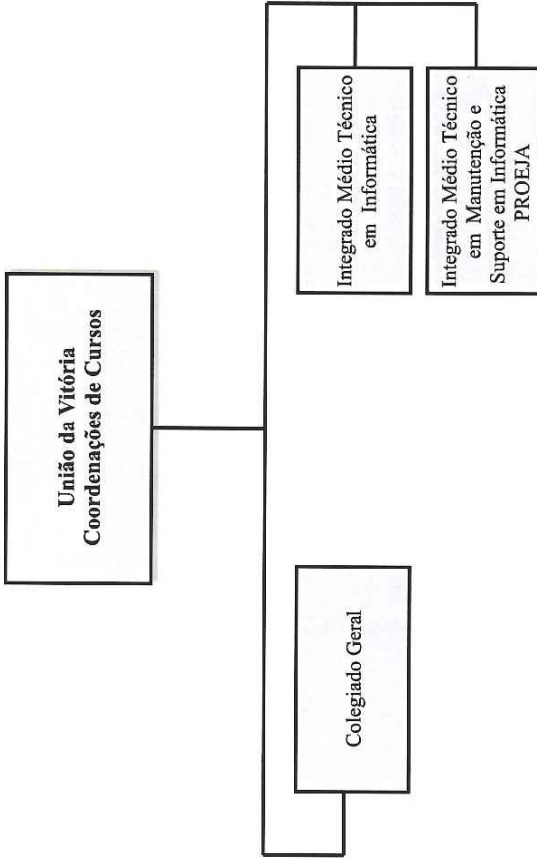 União da Vitória
Coordenações de Cursos
Colegiado Geral
Integrado Médio Técnico
em Informática
Integrado Médio Técnico
em Manutenção e
Suporte em Informática
PROEJA